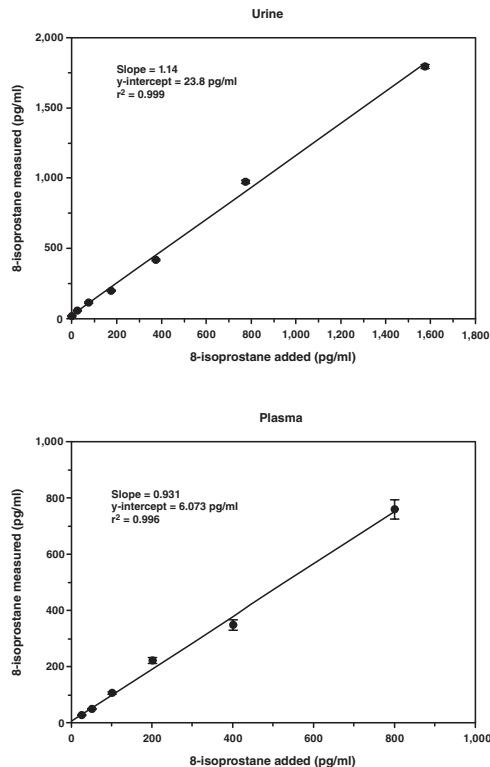 Urine
2,000
Slope = 1.14
y-intercept = 23.8 pg/ml
r² = 0.999
1,500
1,000
500
0
8-isoprostane measured (pg/ml)
0 200 400 600 800 1,000 1,200 1,400 1,600 1,800
8-isoprostane added (pg/ml)
Plasma
1,000
Slope = 0.931
y-intercept = 6.073 pg/ml
r² = 0.996
800
600
400
200
0
8-isoprostane measured (pg/ml)
0 200 400 600 800 1,000
8-isoprostane added (pg/ml)